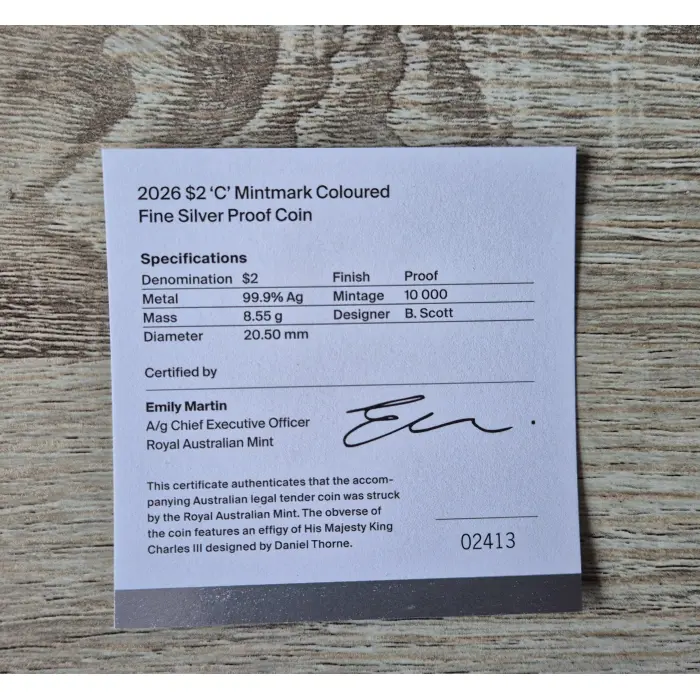 2026 $2 ‘C’ Mintmark Coloured
Fine Silver Proof Coin
Specifications
Denomination $2 Finish Proof
Metal 99.9% Ag Mintage 10 000
Mass 8.55 g Designer B. Scott
Diameter 20.50 mm
Certified by
Emily Martin
A/g Chief Executive Officer
Royal Australian Mint
This certificate authenticates that the accom-
panying Australian legal tender coin was struck
by the Royal Australian Mint. The obverse of
the coin features an effigy of His Majesty King
Charles III designed by Daniel Thorne.
02413